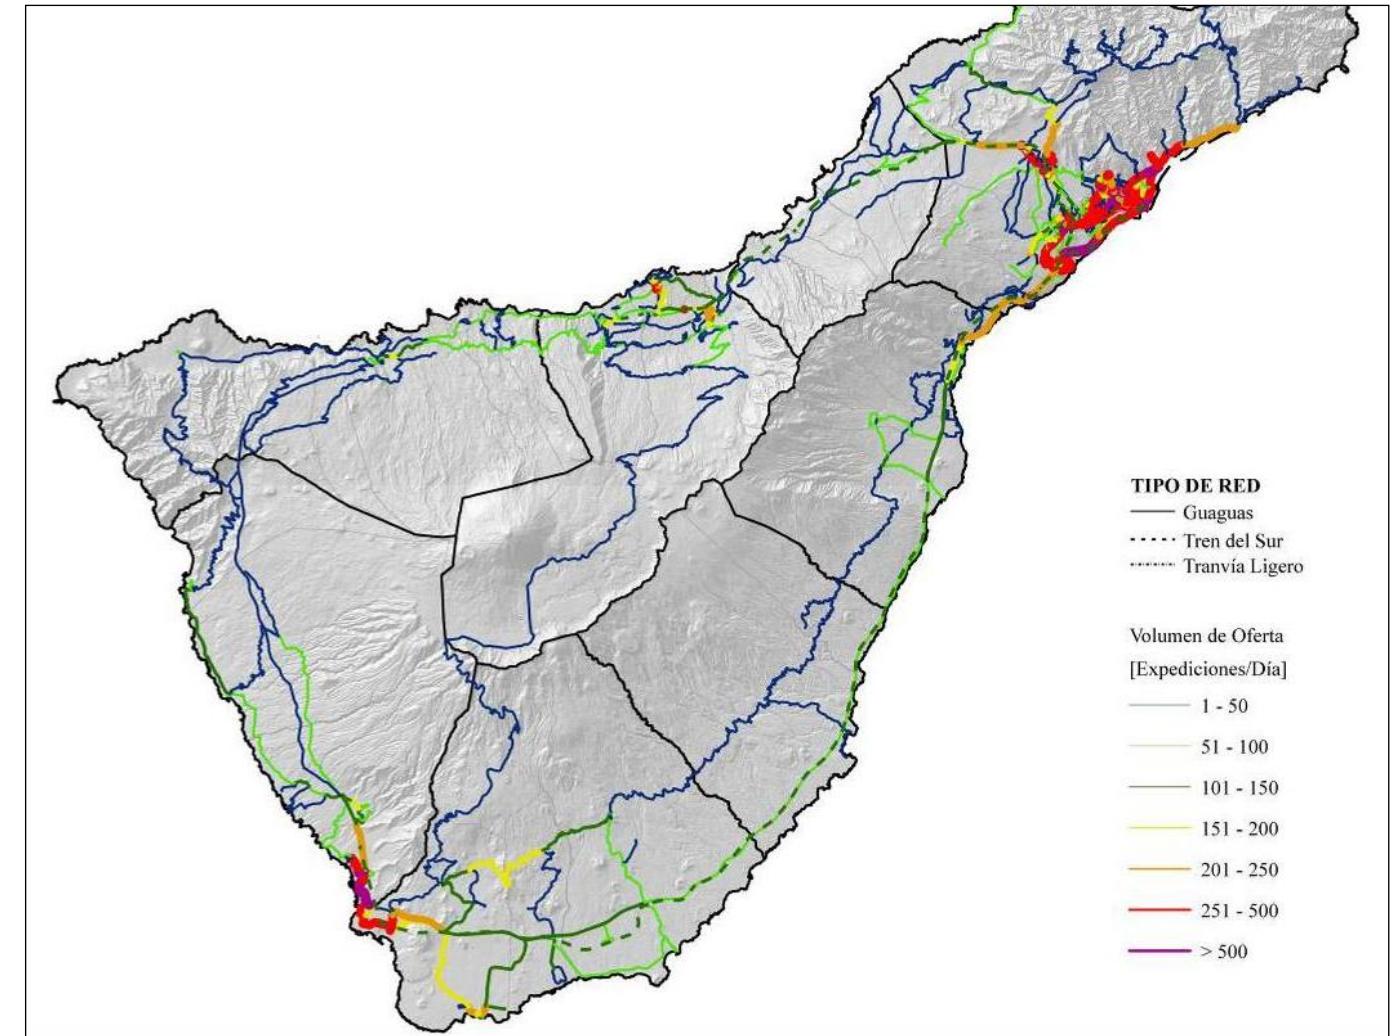 TIPO DE RED
Guaguas
Tren del Sur
Tranvía Ligero
Volumen de Oferta
[Expediciones/Día]
1 - 50
51 - 100
101 - 150
151 - 200
201 - 250
251 - 500
> 500